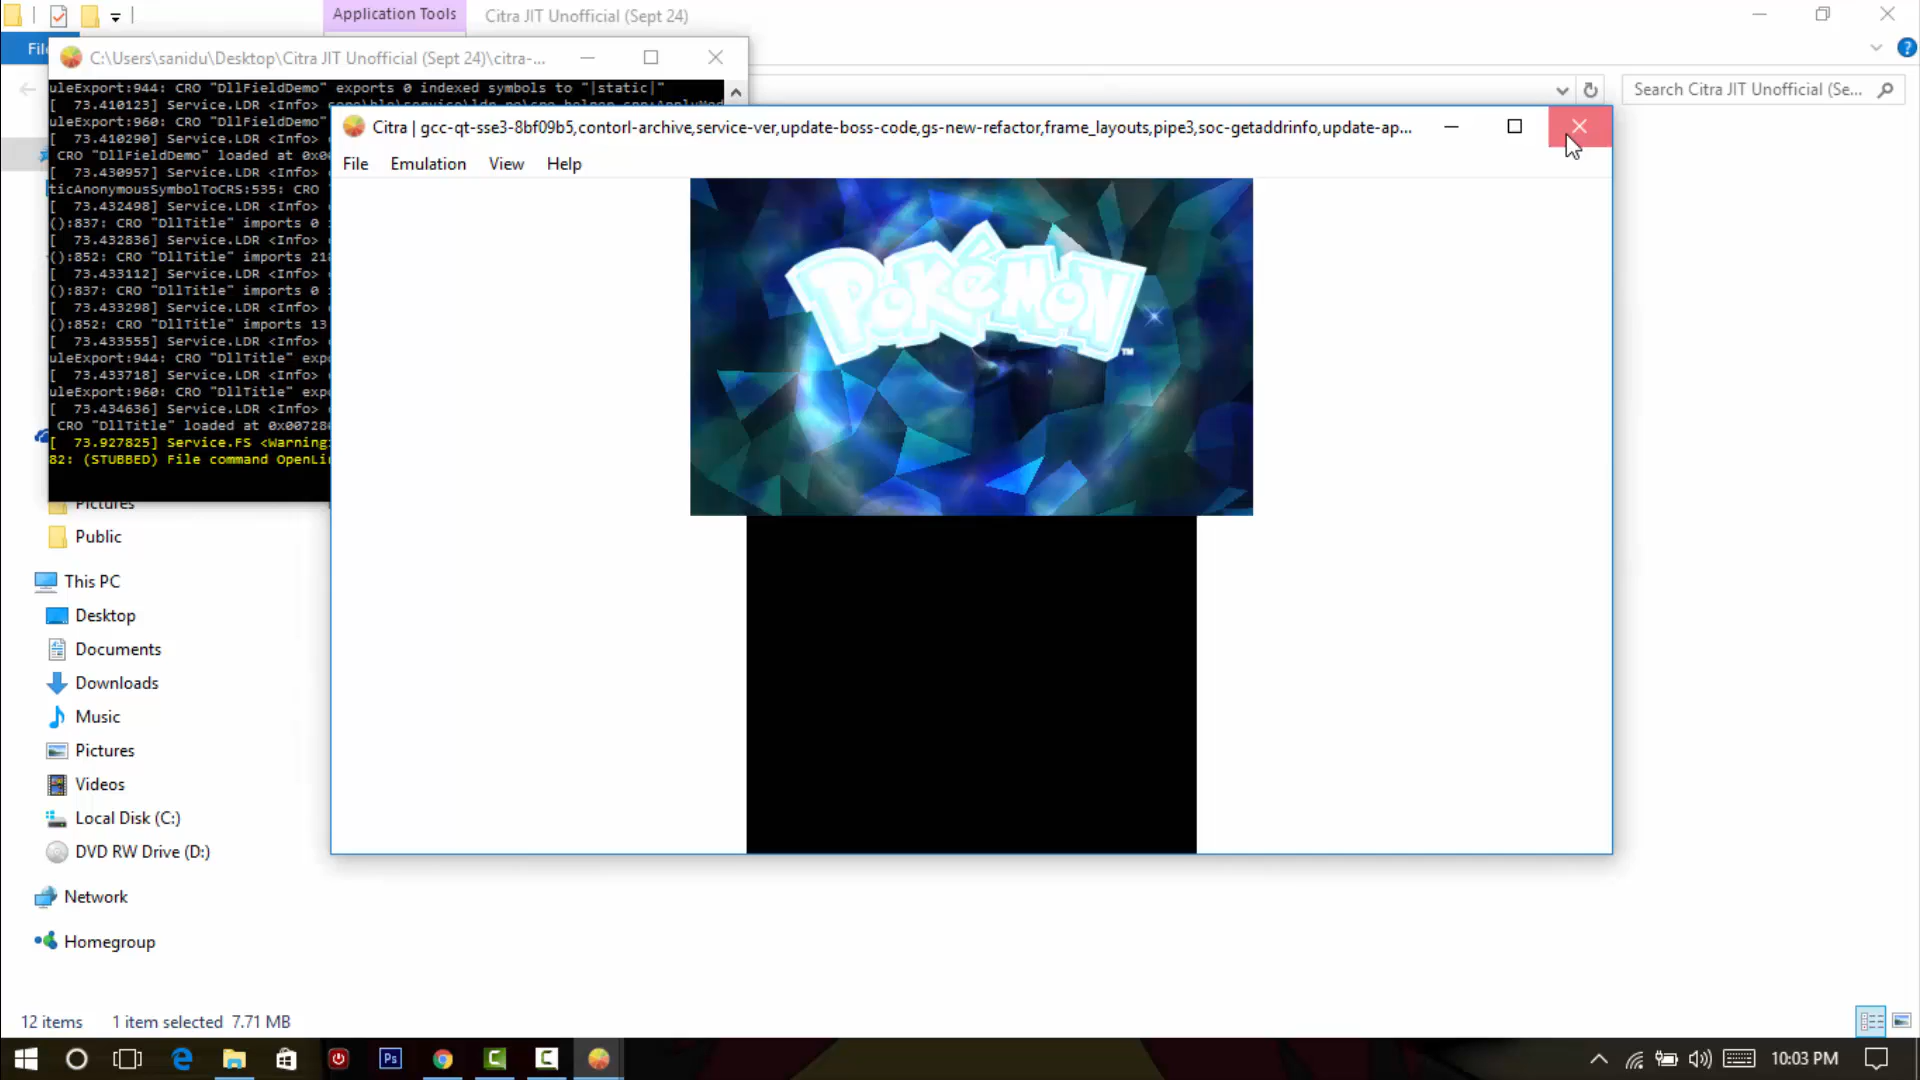 Application Tools
Citra JIT Unofficial (Sept 24)
C:\Users\sanidu\Desktop\Citra JIT Unofficial (Sept 24)\citra-...
Search Citra JIT Unofficial (Se...
uleExport:944: CRO "DllFieldDemo" exports 0 indexed symbols to "|static|"
[ 73.410123] Service.LDR <Info>
uleExport:960: CRO "DllFieldDemo"
[ 73.410290] Service.LDR <Info>
CRO "DllFieldDemo" loaded at 0x00
[ 73.430957] Service.LDR <Info>
ticAnonymousSymbolToCRS:535: CRO
[ 73.432498] Service.LDR <Info>
():837: CRO "DllTitle" imports 0
[ 73.432836] Service.LDR <Info>
():852: CRO "DllTitle" imports 218
[ 73.433112] Service.LDR <Info>
():837: CRO "DllTitle" imports 0
[ 73.433298] Service.LDR <Info>
():852: CRO "DllTitle" imports 13
[ 73.433555] Service.LDR <Info>
uleExport:944: CRO "DllTitle" expo
[ 73.433718] Service.LDR <Info>
uleExport:960: CRO "DllTitle" expo
[ 73.434636] Service.LDR <Info>
CRO "DllTitle" loaded at 0x00728
[ 73.927825] Service.FS <Warning
82: (STUBBED) File command OpenLi
Citra | gcc-qt-sse3-8bf09b5,contorl-archive,service-ver,update-boss-code,gs-new-refactor,frame_layouts,pipe3,soc-getaddrinfo,update-ap...
File Emulation View Help
POKéMON
TM
Pictures
Public
This PC
Desktop
Documents
Downloads
Music
Pictures
Videos
Local Disk (C:)
DVD RW Drive (D:)
Network
Homegroup
12 items 1 item selected 7.71 MB
Ps
10:03 PM